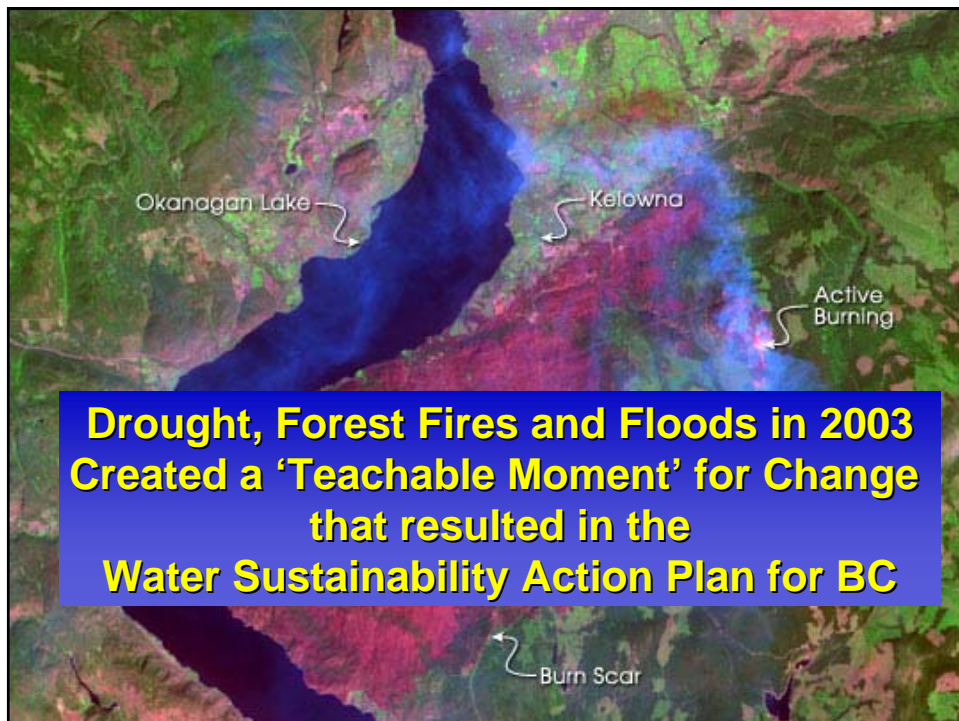 Okanagan Lake
Kelowna
Active
Burning
Drought, Forest Fires and Floods in 2003
Created a ‘Teachable Moment’ for Change
that resulted in the
Water Sustainability Action Plan for BC
Burn Scar